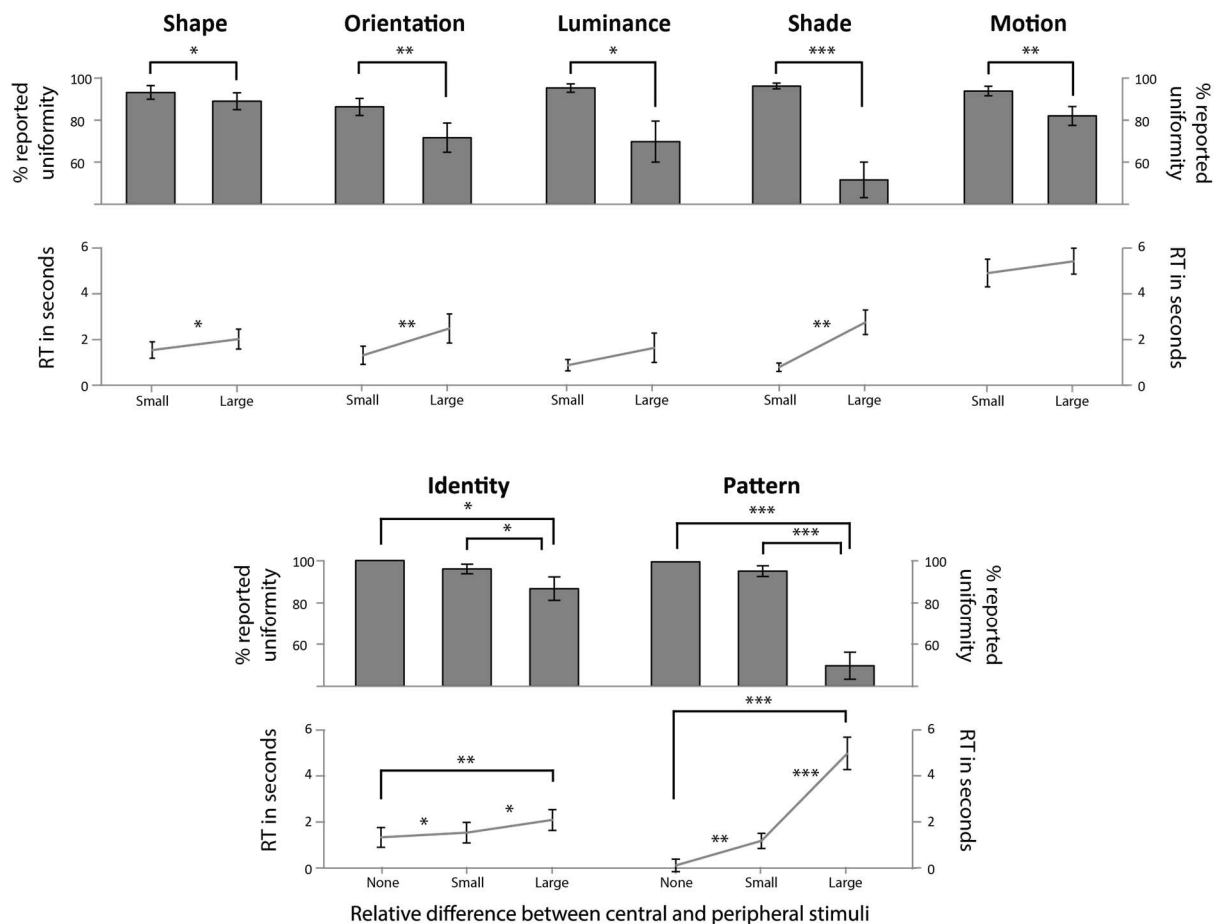 Shape Orientation Luminance Shade Motion
* ** * *** **
% reported
uniformity
100
80
60
100
80
60
% reported
uniformity
RT in seconds
6
4
2
0
* ** **
6
4
2
0
RT in seconds
Small Large Small Large Small Large Small Large Small Large
Identity Pattern
* ***
* ***
% reported
uniformity
100
80
60
100
80
60
% reported
uniformity
RT in seconds
6
4
2
0
**
* *
***
** ***
6
4
2
0
RT in seconds
None Small Large None Small Large
Relative difference between central and peripheral stimuli